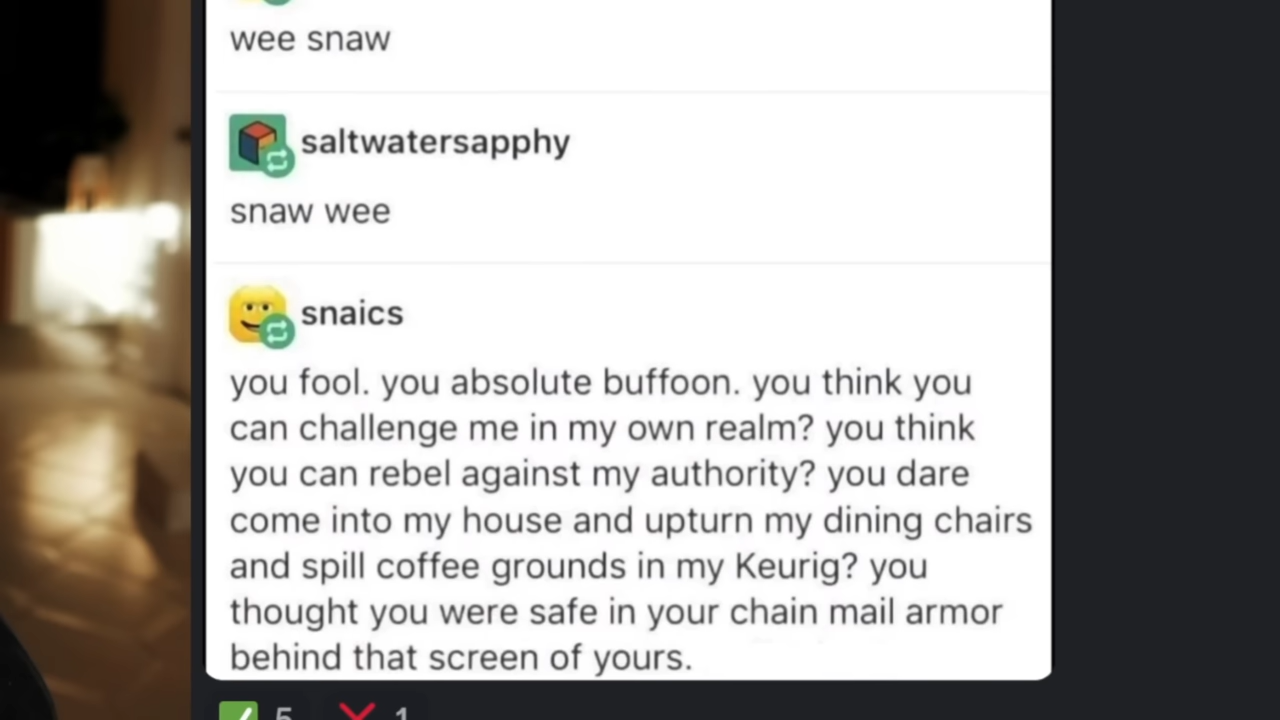 wee snaw
saltwatersapphy
snaw wee
snaics
you fool. you absolute buffoon. you think you
can challenge me in my own realm? you think
you can rebel against my authority? you dare
come into my house and upturn my dining chairs
and spill coffee grounds in my Keurig? you
thought you were safe in your chain mail armor
behind that screen of yours.
5 1